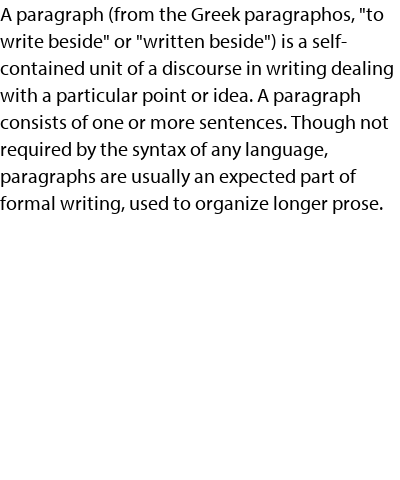 A paragraph (from the Greek paragraphos, "to
write beside" or "written beside") is a self-
contained unit of a discourse in writing dealing
with a particular point or idea. A paragraph
consists of one or more sentences. Though not
required by the syntax of any language,
paragraphs are usually an expected part of
formal writing, used to organize longer prose.